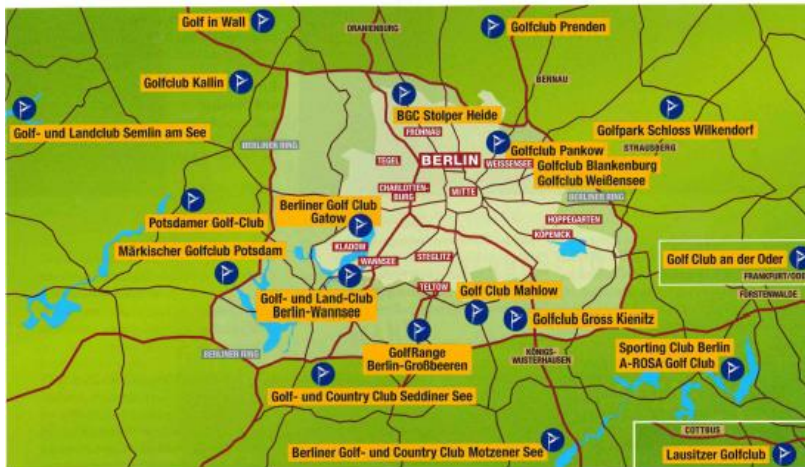 Golf in Wall
ORANIENBURG
Golfclub Prenden
Golfclub Kallin
BERNAU
Golf- und Landclub Semlin am See
BGC Stolper Heide
FROHNAU
Golfpark Schloss Wilkendorf
STRAUSBERG
BERLINER RING
Golfclub Pankow
BERLIN
WEISSENSEE
Golfclub Blankenburg
TEGEL
Golfclub Weißensee
CHARLOTTEN-
BURG
MITTE
BERLINER RING
Potsdamer Golf-Club
Berliner Golf Club
Gatow
HOPPEGARTEN
KÖPENICK
KLADOW
Märkischer Golfclub Potsdam
WANNSEE
STEGLITZ
Golf Club an der Oder
FRANKFURT/ODER
Golf- und Land-Club
Berlin-Wannsee
TELTOW
Golf Club Mahlow
FÜRSTENWALDE
Golfclub Gross Kienitz
BERLINER RING
GolfRange
Berlin-Großbeeren
KÖNIGS-
WUSTERHAUSEN
Sporting Club Berlin
A-ROSA Golf Club
Golf- und Country Club Seddiner See
COTTBUS
Berliner Golf- und Country Club Motzener See
Lausitzer Golfclub